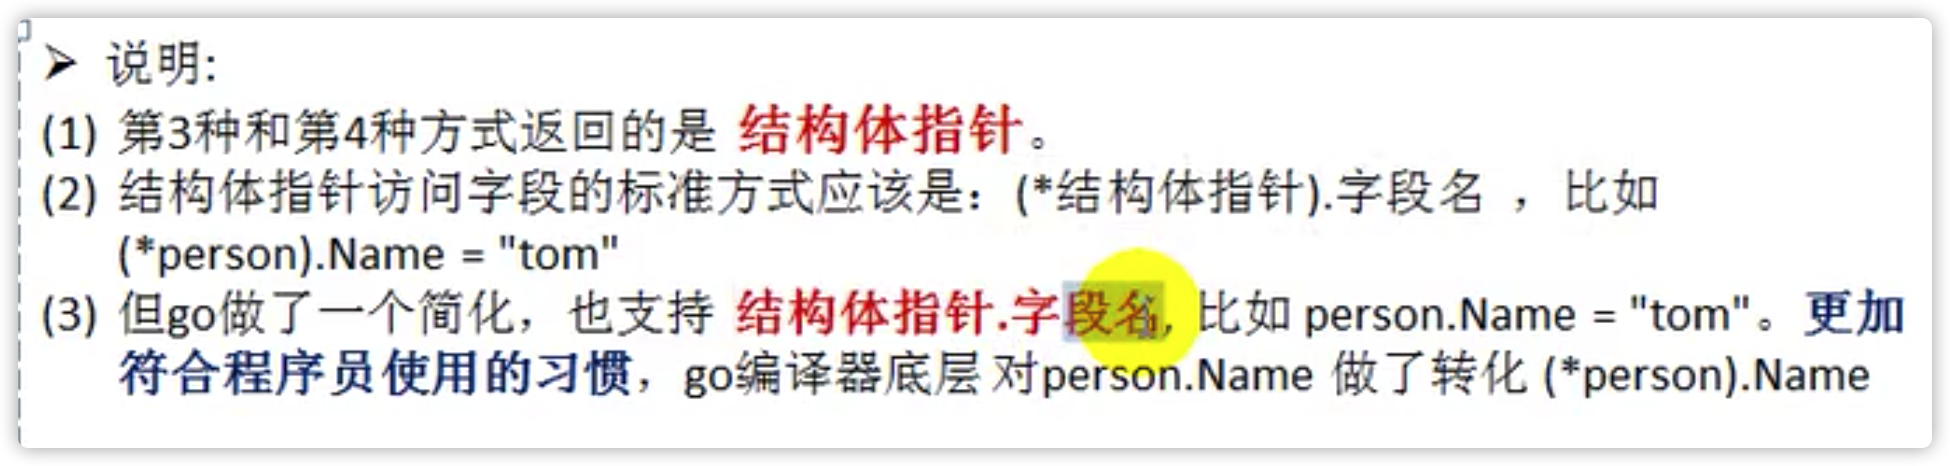 ➢ 说明:
(1) 第3种和第4种方式返回的是 结构体指针。
(2) 结构体指针访问字段的标准方式应该是：(*结构体指针).字段名 ，比如
(*person).Name = "tom"
(3) 但go做了一个简化，也支持 结构体指针.字段名, 比如 person.Name = "tom"。更加
符合程序员使用的习惯，go编译器底层 对person.Name 做了转化 (*person).Name